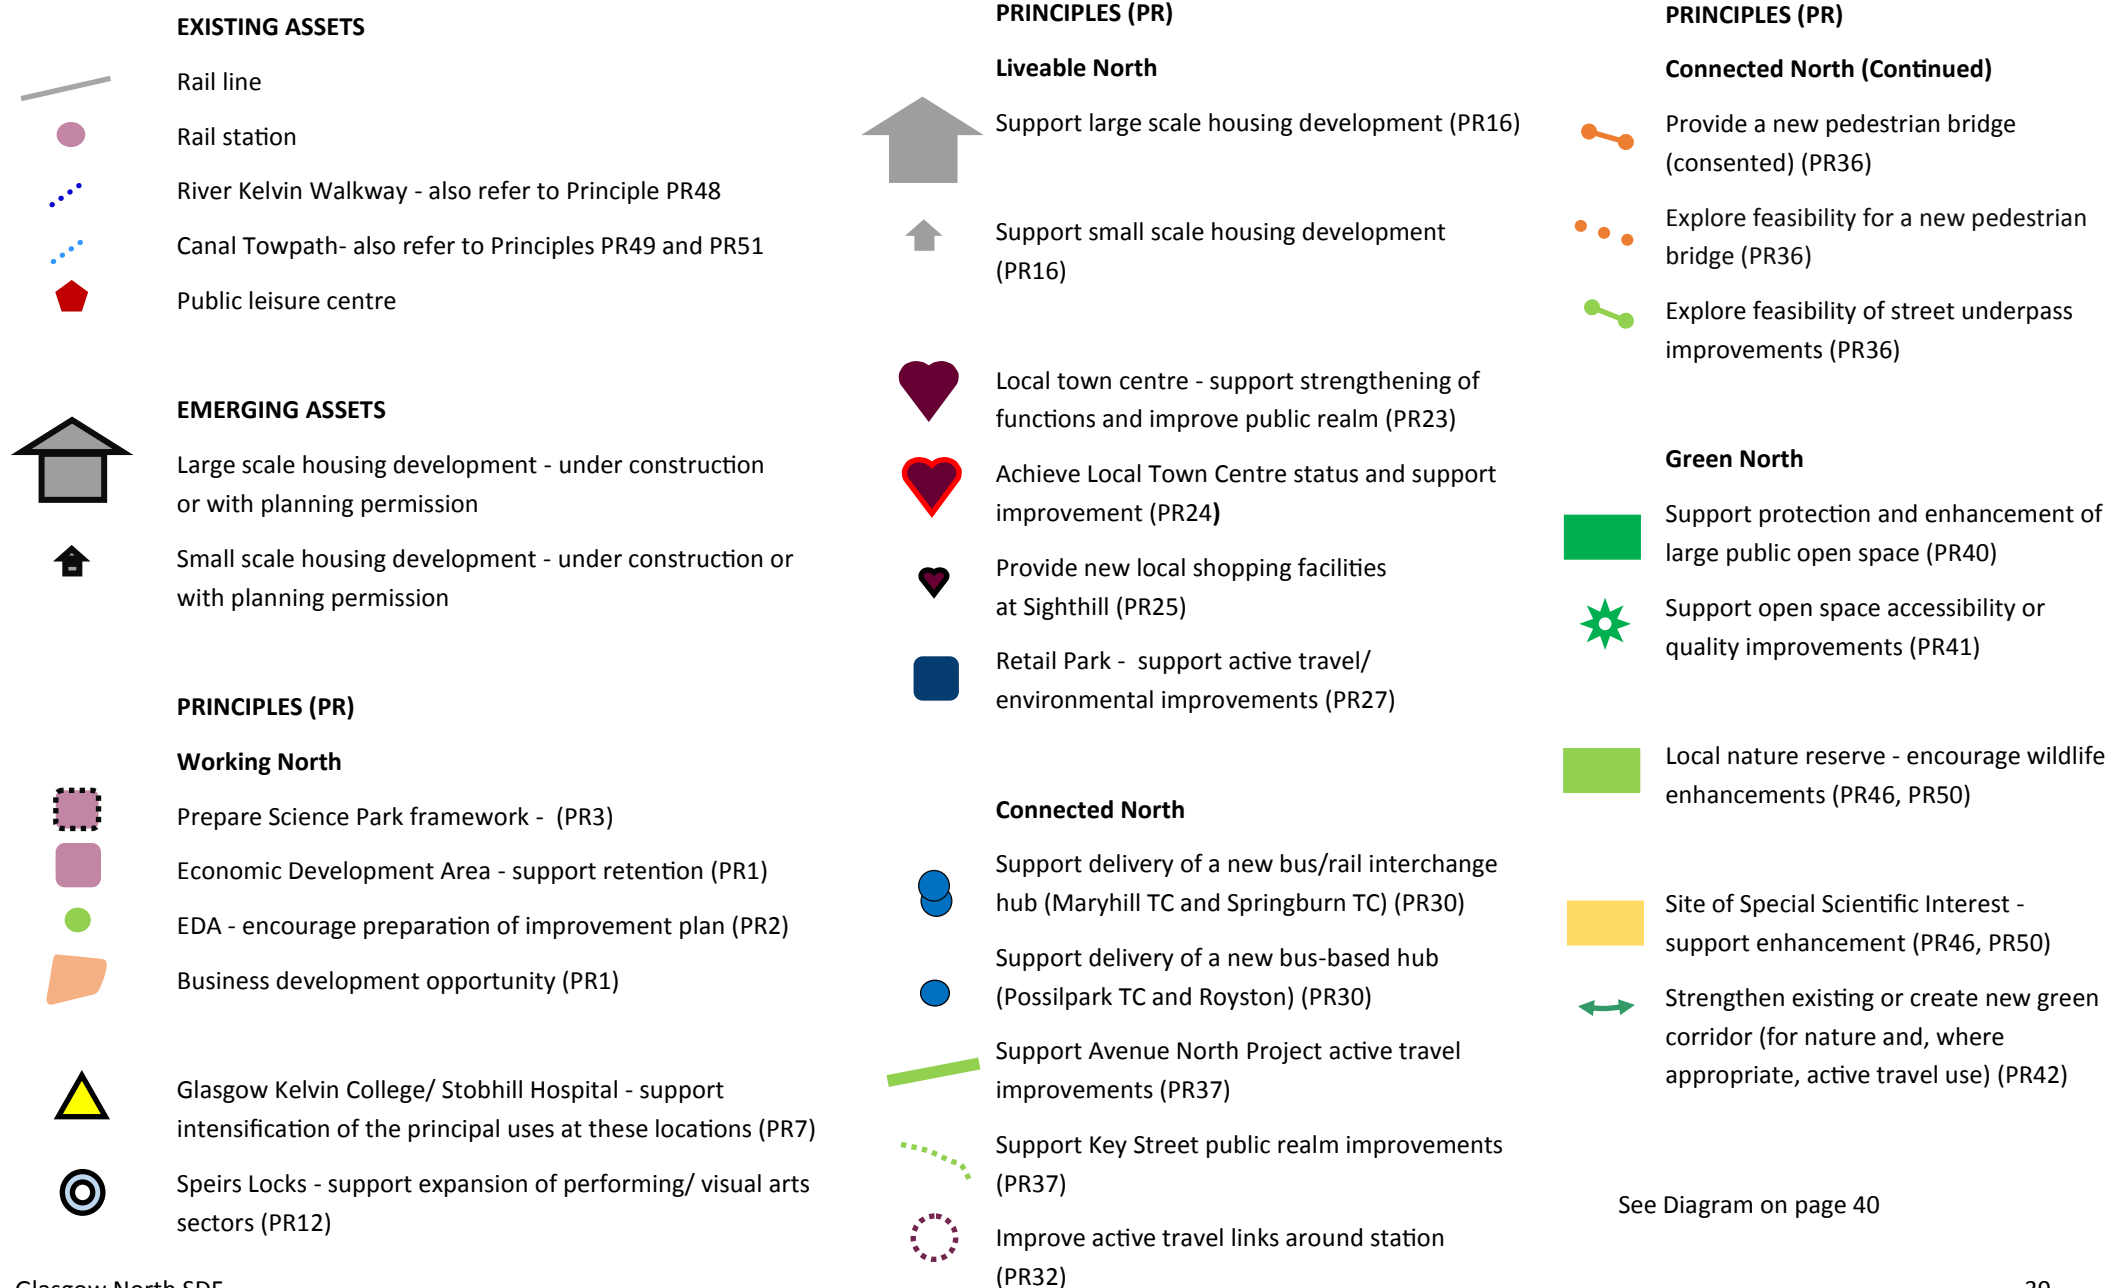 EXISTING ASSETS
Rail line
Rail station
River Kelvin Walkway - also refer to Principle PR48
Canal Towpath- also refer to Principles PR49 and PR51
Public leisure centre
EMERGING ASSETS
Large scale housing development - under construction
or with planning permission
Small scale housing development - under construction or
with planning permission
PRINCIPLES (PR)
Working North
Prepare Science Park framework -  (PR3)
Economic Development Area - support retention (PR1)
EDA - encourage preparation of improvement plan (PR2)
Business development opportunity (PR1)
Glasgow Kelvin College/ Stobhill Hospital - support
intensification of the principal uses at these locations (PR7)
Speirs Locks - support expansion of performing/ visual arts
sectors (PR12)
PRINCIPLES (PR)
Liveable North
Support large scale housing development (PR16)
Support small scale housing development
(PR16)
Local town centre - support strengthening of
functions and improve public realm (PR23)
Achieve Local Town Centre status and support
improvement (PR24)
Provide new local shopping facilities
at Sighthill (PR25)
Retail Park -  support active travel/
environmental improvements (PR27)
Connected North
Support delivery of a new bus/rail interchange
hub (Maryhill TC and Springburn TC) (PR30)
Support delivery of a new bus-based hub
(Possilpark TC and Royston) (PR30)
Support Avenue North Project active travel
improvements (PR37)
Support Key Street public realm improvements
(PR37)
Improve active travel links around station
(PR32)
PRINCIPLES (PR)
Connected North (Continued)
Provide a new pedestrian bridge
(consented) (PR36)
Explore feasibility for a new pedestrian
bridge (PR36)
Explore feasibility of street underpass
improvements (PR36)
Green North
Support protection and enhancement of
large public open space (PR40)
Support open space accessibility or
quality improvements (PR41)
Local nature reserve - encourage wildlife
enhancements (PR46, PR50)
Site of Special Scientific Interest -
support enhancement (PR46, PR50)
Strengthen existing or create new green
corridor (for nature and, where
appropriate, active travel use) (PR42)
See Diagram on page 40
Glasgow North SDF